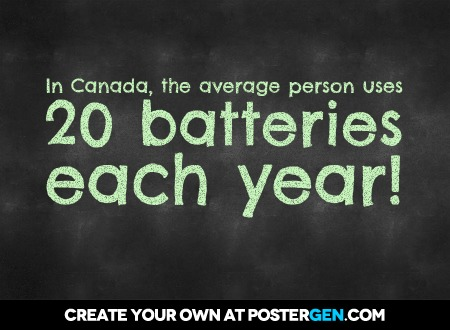 In Canada, the average person uses
20 batteries
each year!
CREATE YOUR OWN AT POSTERGEN.COM